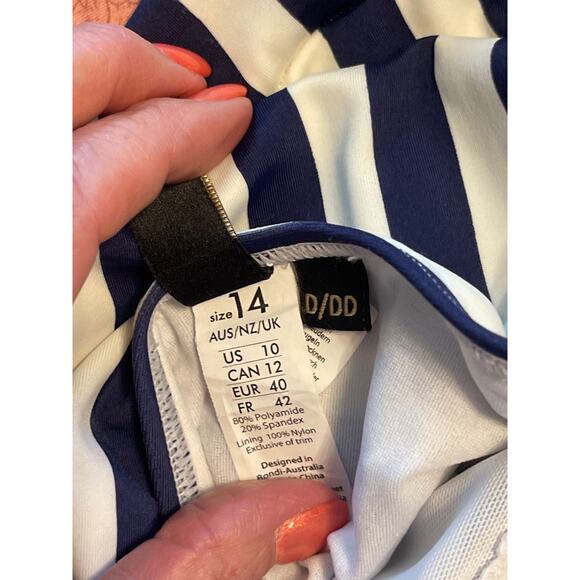 size 14
AUS/NZ/UK
US 10
CAN 12
EUR 40
FR 42
80% Polyamide
20% Spandex
Lining 100% Nylon
Exclusive of trim
Designed in
Bondi-Australia
China
D/DD